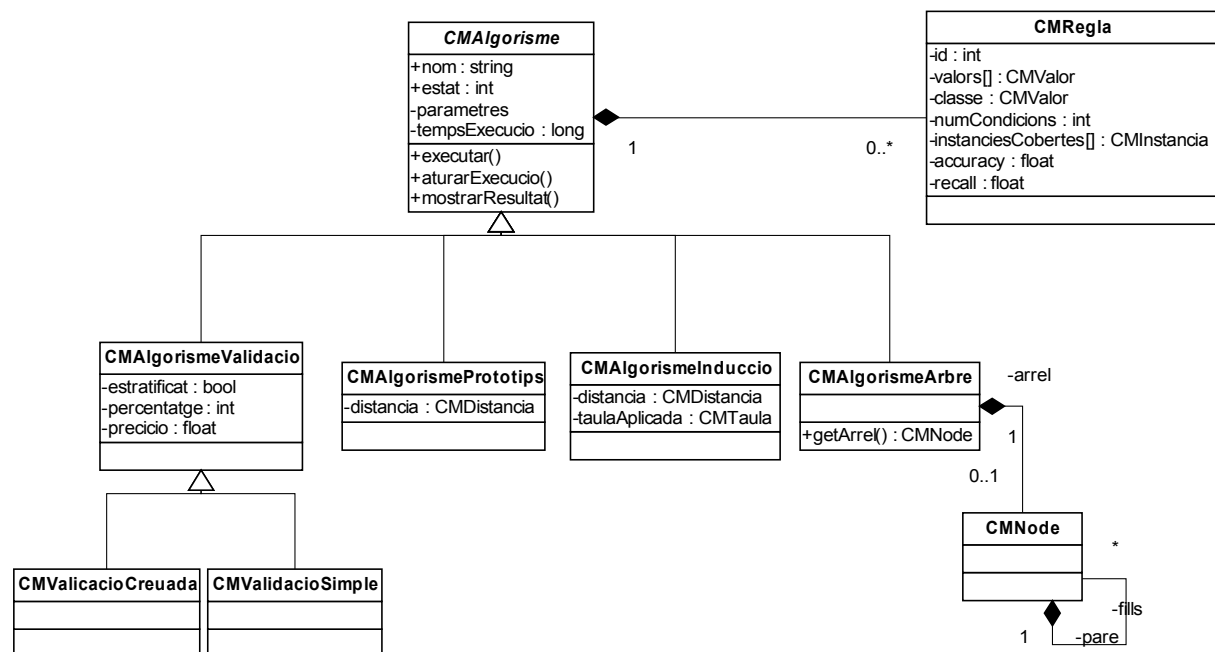 CMAlgorisme
+nom : string
+estat : int
-parametres
-tempsExecucio : long
+executar()
+aturarExecucio()
+mostrarResultat()
1
0..*
CMRegla
-id : int
-valors[] : CMValor
-classe : CMValor
-numCondicions : int
-instanciesCobertes[] : CMInstancia
-accuracy : float
-recall : float
CMAlgorismeValidacio
-estratificat : bool
-percentatge : int
-precicio : float
CMAlgorismePrototips
-distancia : CMDistancia
CMAlgorismeInduccio
-distancia : CMDistancia
-taulaAplicada : CMTaula
CMAlgorismeArbre
+getArrel() : CMNode
-arrel
1
0..1
CMValicacioCreuada
CMValidacioSimple
CMNode
*
-fills
1
-pare